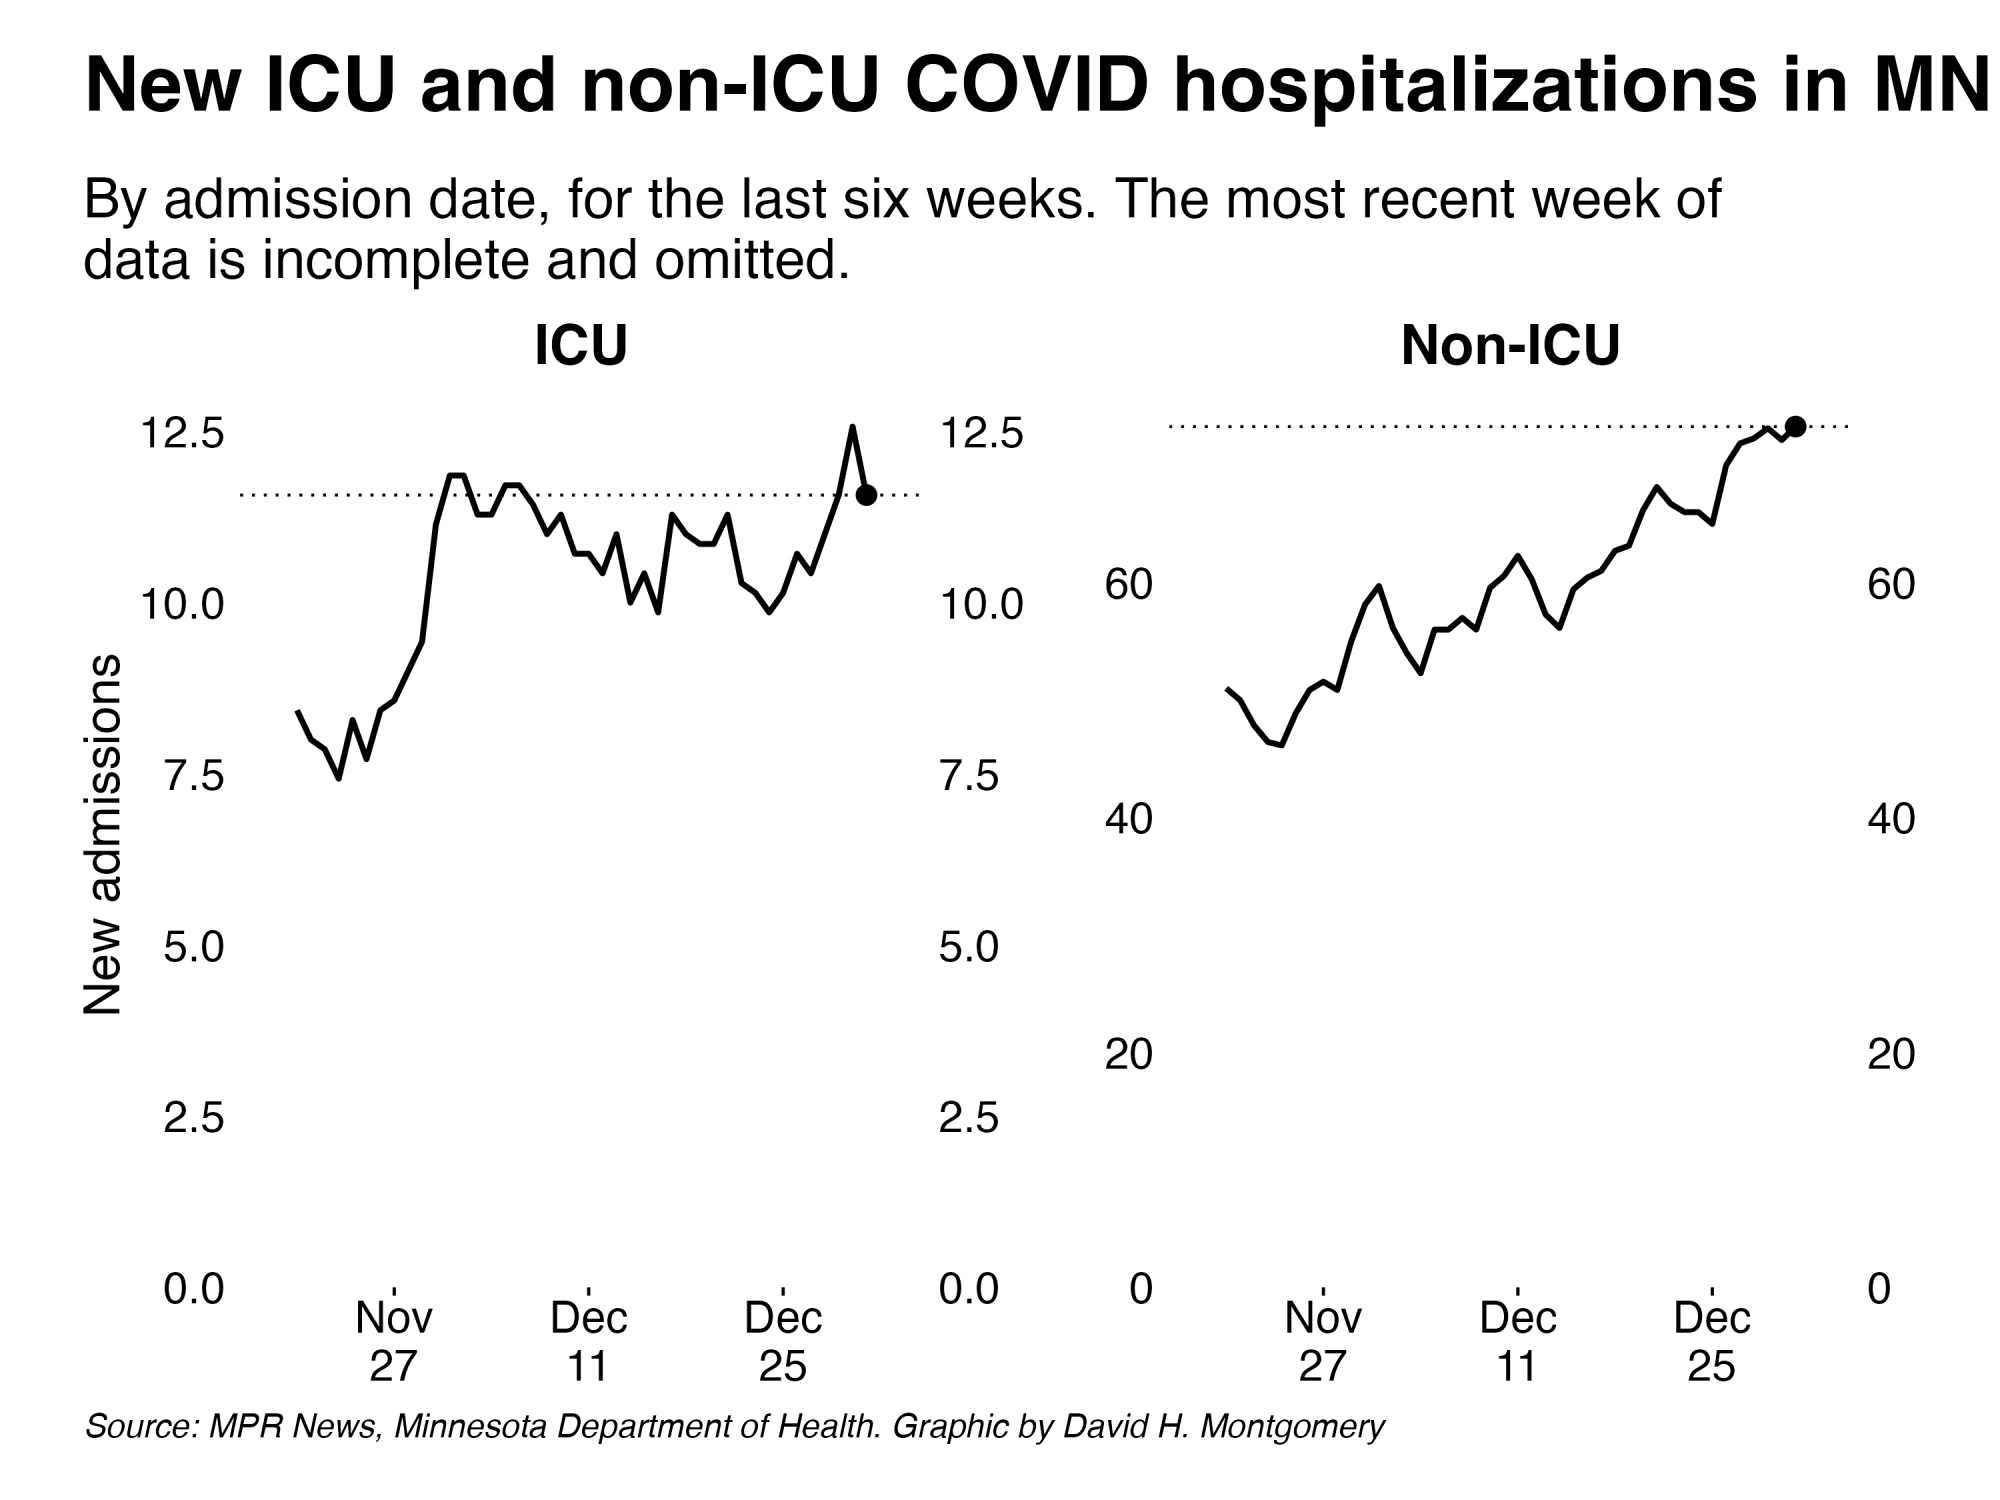 New ICU and non-ICU COVID hospitalizations in MN
By admission date, for the last six weeks. The most recent week of
data is incomplete and omitted.
ICU
New admissions
12.5
10.0
7.5
5.0
2.5
0.0
12.5
10.0
7.5
5.0
2.5
0.0
Nov
27
Dec
11
Dec
25
Non-ICU
60
40
20
0
60
40
20
0
Nov
27
Dec
11
Dec
25
Source: MPR News, Minnesota Department of Health. Graphic by David H. Montgomery